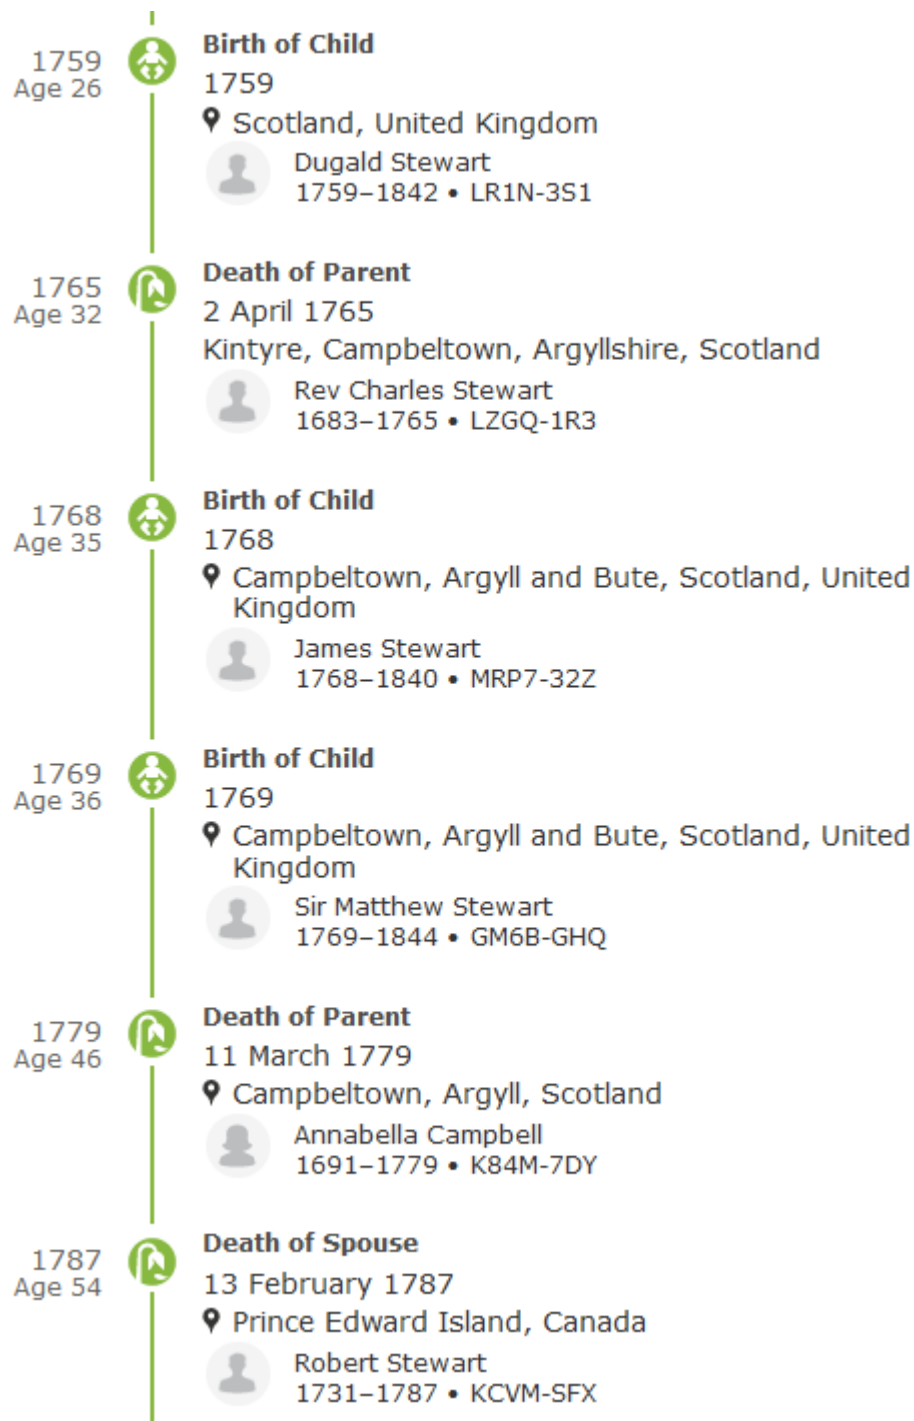 1759
Age 26
Birth of Child
1759
Scotland, United Kingdom
Dugald Stewart
1759–1842 • LR1N-3S1
1765
Age 32
Death of Parent
2 April 1765
Kintyre, Campbeltown, Argyllshire, Scotland
Rev Charles Stewart
1683–1765 • LZGQ-1R3
1768
Age 35
Birth of Child
1768
Campbeltown, Argyll and Bute, Scotland, United
Kingdom
James Stewart
1768–1840 • MRP7-32Z
1769
Age 36
Birth of Child
1769
Campbeltown, Argyll and Bute, Scotland, United
Kingdom
Sir Matthew Stewart
1769–1844 • GM6B-GHQ
1779
Age 46
Death of Parent
11 March 1779
Campbeltown, Argyll, Scotland
Annabella Campbell
1691–1779 • K84M-7DY
1787
Age 54
Death of Spouse
13 February 1787
Prince Edward Island, Canada
Robert Stewart
1731–1787 • KCVM-SFX